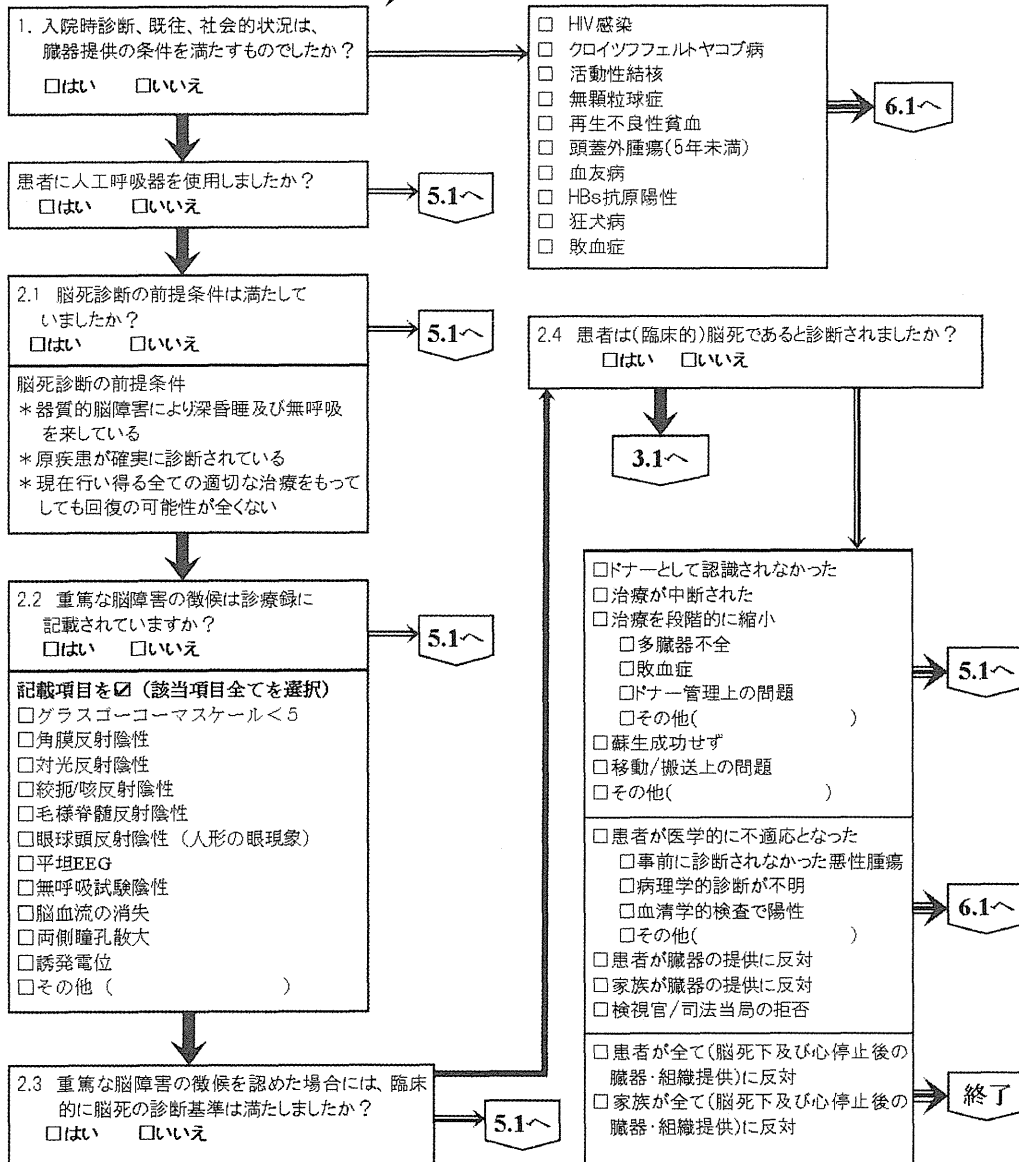 1. 入院時診断、既往、社会的状況は、
臓器提供の条件を満たすものでしたか？
□はい □いいえ
□ HIV感染
□ クロイツフフェルトヤコブ病
□ 活動性結核
□ 無顆粒球症
□ 再生不良性貧血
□ 頭蓋外腫瘍(5年未満)
□ 血友病
□ HBs抗原陽性
□ 狂犬病
□ 敗血症
6.1へ
患者に人工呼吸器を使用しましたか？
□はい □いいえ
5.1へ
2.1 脳死診断の前提条件は満たして
いましたか？
□はい □いいえ
5.1へ
脳死診断の前提条件
＊器質的脳障害により深昏睡及び無呼吸
を来している
＊原疾患が確実に診断されている
＊現在行い得る全ての適切な治療をもって
しても回復の可能性が全くない
2.2 重篤な脳障害の徴候は診療録に
記載されていますか？
□はい □いいえ
5.1へ
記載項目を☑（該当項目全てを選択）
□グラスゴーコーマスケール＜5
□角膜反射陰性
□対光反射陰性
□絞扼/咳反射陰性
□毛様脊髄反射陰性
□眼球頭反射陰性（人形の眼現象）
□平坦EEG
□無呼吸試験陰性
□脳血流の消失
□両側瞳孔散大
□誘発電位
□その他（ ）
2.3 重篤な脳障害の徴候を認めた場合には、臨床
的に脳死の診断基準は満たしましたか？
□はい □いいえ
5.1へ
2.4 患者は(臨床的)脳死であると診断されましたか？
□はい □いいえ
3.1へ
□ドナーとして認識されなかった
□治療が中断された
□治療を段階的に縮小
□多臓器不全
□敗血症
□ドナー管理上の問題
□その他( )
□蘇生成功せず
□移動/搬送上の問題
□その他( )
5.1へ
□患者が医学的に不適応となった
□事前に診断されなかった悪性腫瘍
□病理学的診断が不明
□血清学的検査で陽性
□その他( )
□患者が臓器の提供に反対
□家族が臓器の提供に反対
□検視官/司法当局の拒否
6.1へ
□患者が全て(脳死下及び心停止後の
臓器・組織提供)に反対
□家族が全て(脳死下及び心停止後の
臓器・組織提供)に反対
終了